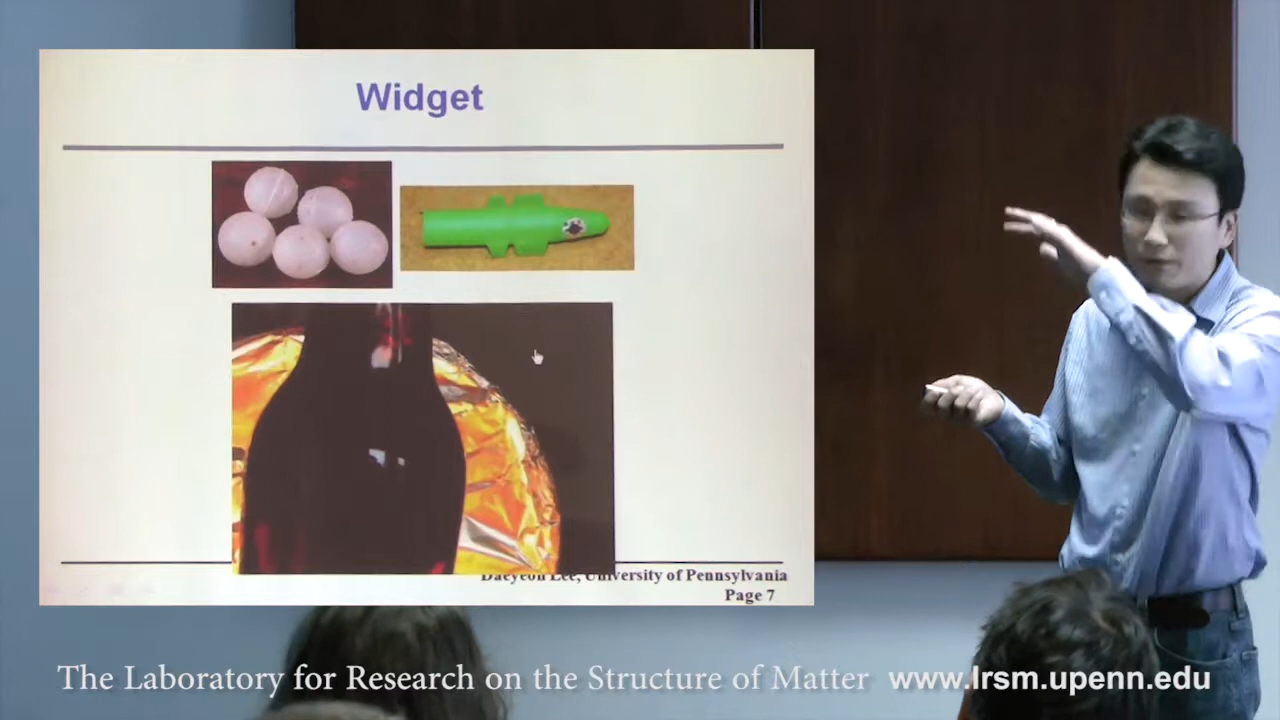 Widget
Daeyeon Lee, University of Pennsylvania
Page 7
The Laboratory for Research on the Structure of Matter www.lrsm.upenn.edu